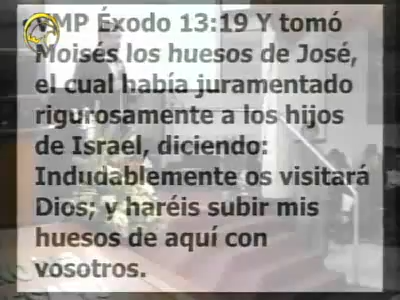 VMP Éxodo 13:19 Y tomó
Moisés los huesos de José,
el cual había juramentado
rigurosamente a los hijos
de Israel, diciendo:
Indudablemente os visitará
Dios; y haréis subir mis
huesos de aquí con
vosotros.